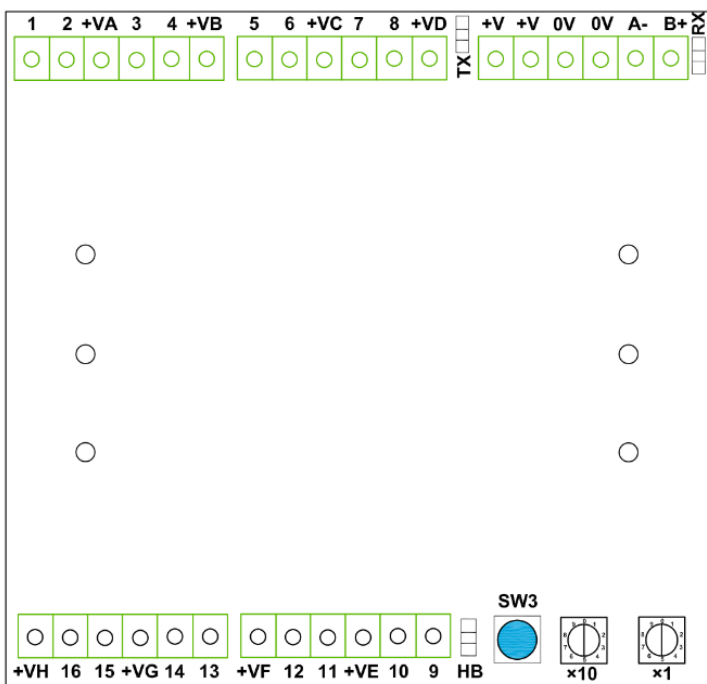 1 2 +VA 3 4 +VB 5 6 +VC 7 8 +VD +V +V 0V 0V A- B+
TX
RX
SW3
+VH 16 15 +VG 14 13 +VF 12 11 +VE 10 9 HB
×10
×1